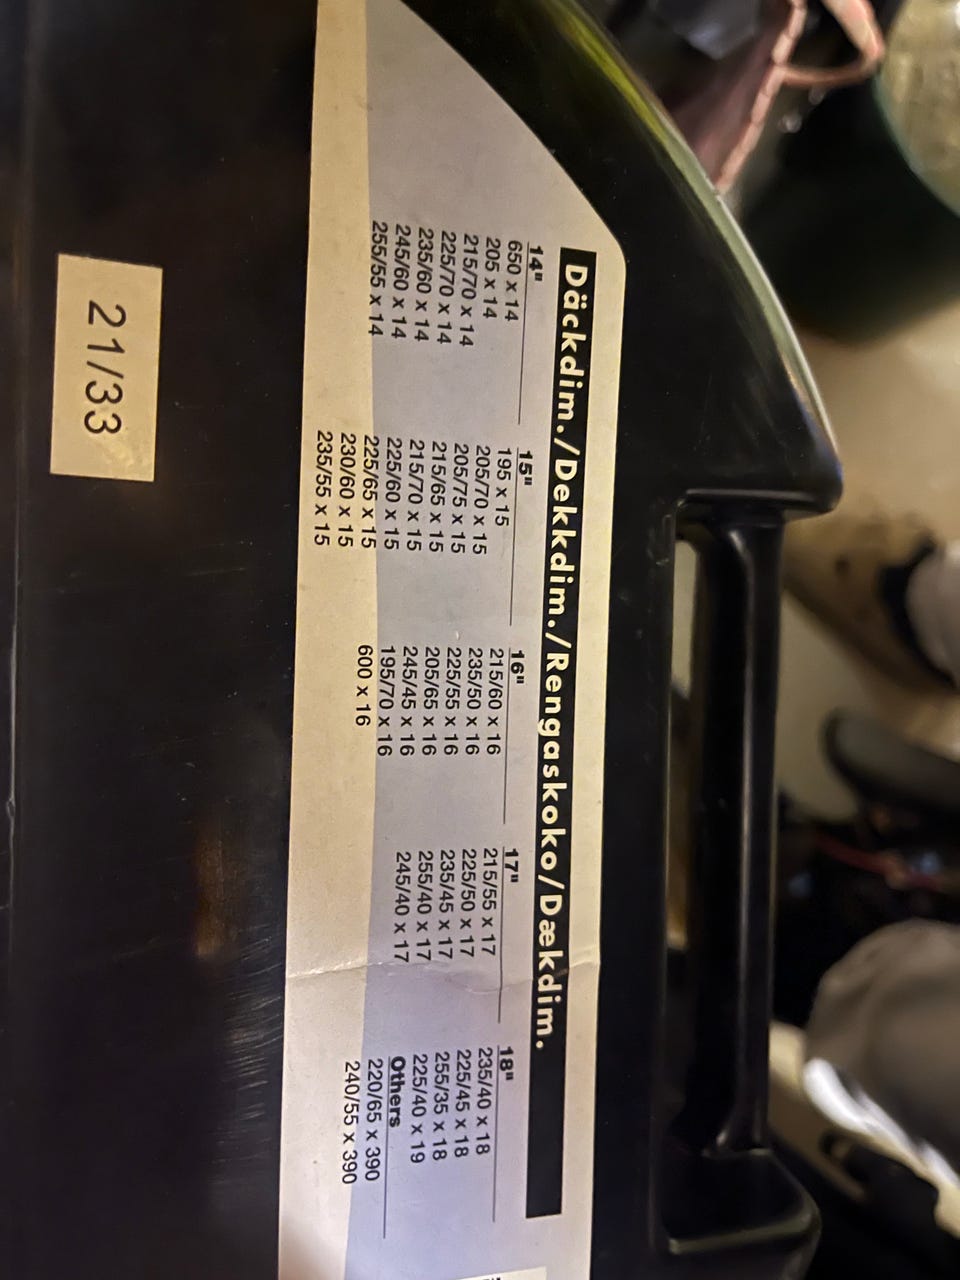 Däckdim./Dekkdim./Rengaskoko/Dækdim.
14"
650 x 14
205 x 14
215/70 x 14
225/70 x 14
235/60 x 14
245/60 x 14
255/55 x 14
15"
195 x 15
205/70 x 15
205/75 x 15
215/65 x 15
215/70 x 15
225/60 x 15
225/65 x 15
230/60 x 15
235/55 x 15
16"
215/60 x 16
235/50 x 16
225/55 x 16
205/65 x 16
245/45 x 16
195/70 x 16
600 x 16
17"
215/55 x 17
225/50 x 17
235/45 x 17
255/40 x 17
245/40 x 17
18"
235/40 x 18
225/45 x 18
255/35 x 18
225/40 x 19
Others
220/65 x 390
240/55 x 390
21/33